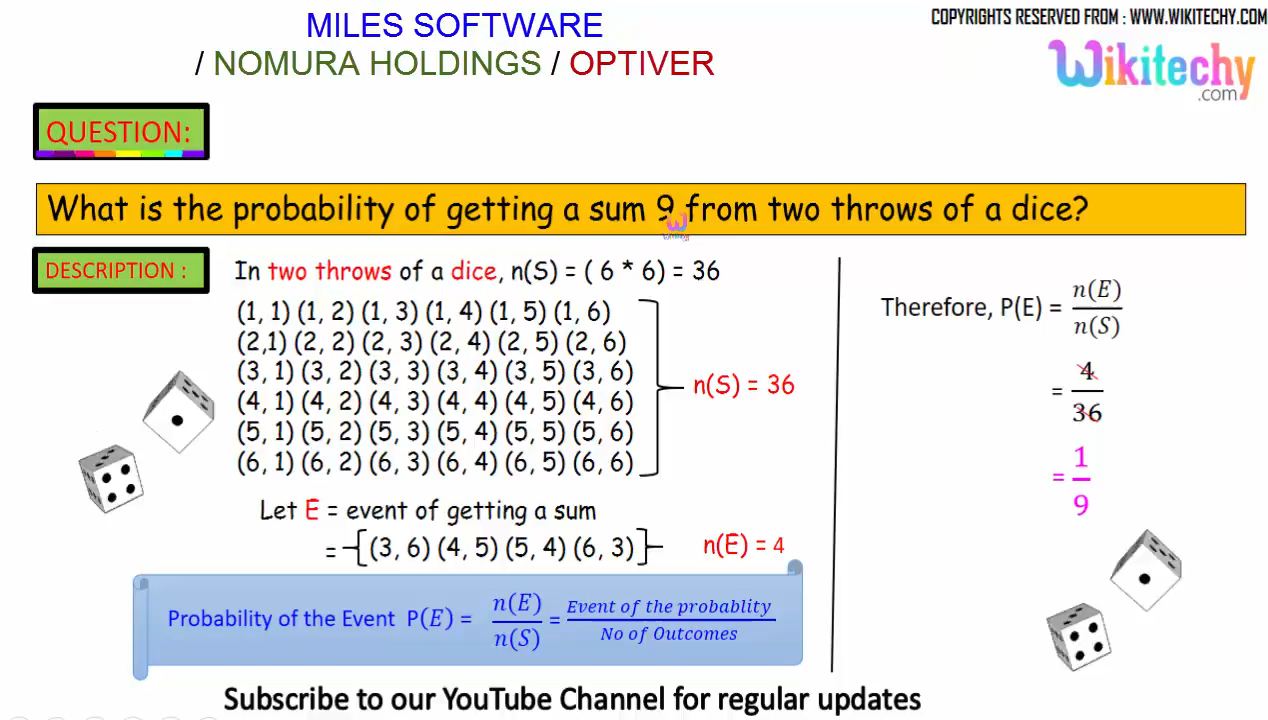 MILES SOFTWARE
/ NOMURA HOLDINGS / OPTIVER
COPYRIGHTS RESERVED FROM : WWW.WIKITECHY.COM
Wikitechy
.com
QUESTION:
What is the probability of getting a sum 9 from two throws of a dice?
DESCRIPTION :
In two throws of a dice, n(S) = ( 6 * 6) = 36
(1, 1) (1, 2) (1, 3) (1, 4) (1, 5) (1, 6)
(2,1) (2, 2) (2, 3) (2, 4) (2, 5) (2, 6)
(3, 1) (3, 2) (3, 3) (3, 4) (3, 5) (3, 6)
(4, 1) (4, 2) (4, 3) (4, 4) (4, 5) (4, 6)
(5, 1) (5, 2) (5, 3) (5, 4) (5, 5) (5, 6)
(6, 1) (6, 2) (6, 3) (6, 4) (6, 5) (6, 6)
n(S) = 36
Let E = event of getting a sum
= {(3, 6) (4, 5) (5, 4) (6, 3)}
n(E) = 4
Probability of the Event P(E) = n(E)/n(S) = Event of the probablity/No of Outcomes
Therefore, P(E) = n(E)/n(S)
= 4/36
= 1/9
Subscribe to our YouTube Channel for regular updates